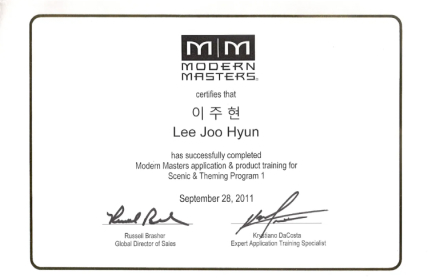 M|M
MODERN
MASTERS®
certifies that
이 주 현
Lee Joo Hyun
has successfully completed
Modern Masters application & product training for
Scenic & Theming Program 1
September 28, 2011
Russell Brasher
Global Director of Sales
DaCosta
Expert Application Training Specialist